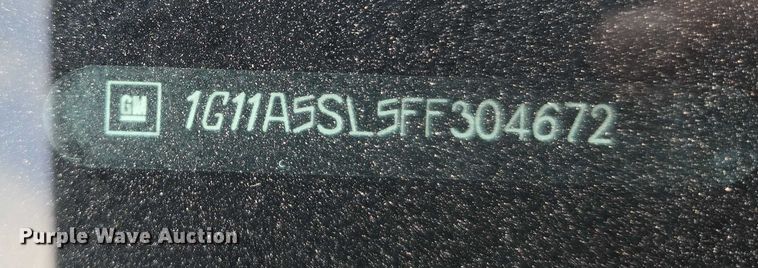 GM 1G11A5SL5FF304672
Purple Wave Auction